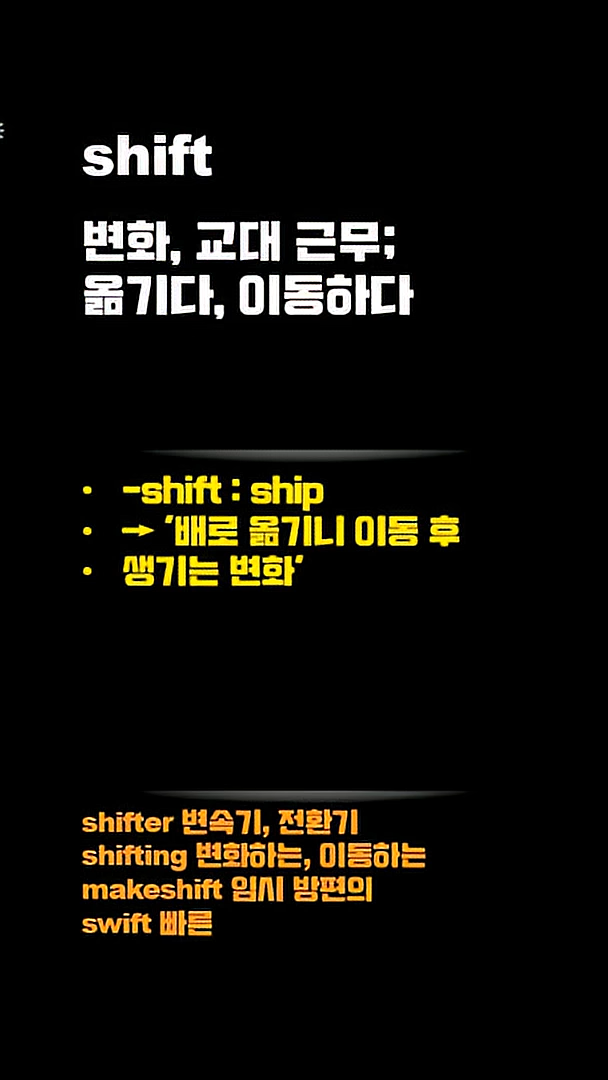 shift
변화, 교대 근무;
옮기다, 이동하다
• -shift : ship
• → '배로 옮기니 이동 후
• 생기는 변화'
shifter 변속기, 전환기
shifting 변화하는, 이동하는
makeshift 임시 방편의
swift 빠른